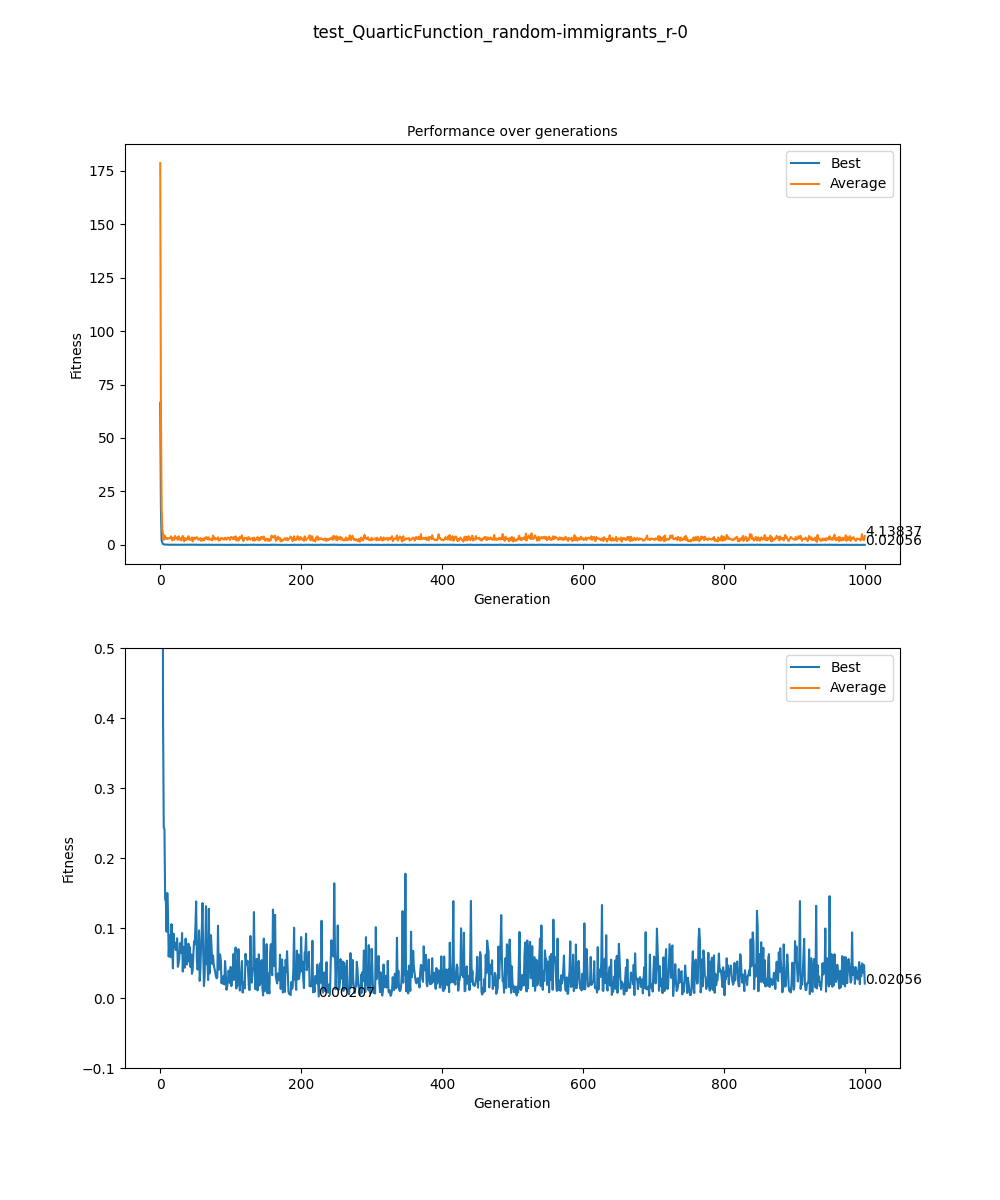 test_QuarticFunction_random-immigrants_r-0
Performance over generations
Best
Average
175
150
125
100
75
50
25
0
Fitness
4.13837
0.02056
0 200 400 600 800 1000
Generation
Best
Average
0.5
0.4
0.3
0.2
0.1
0.0
−0.1
Fitness
0.00207
0.02056
0 200 400 600 800 1000
Generation